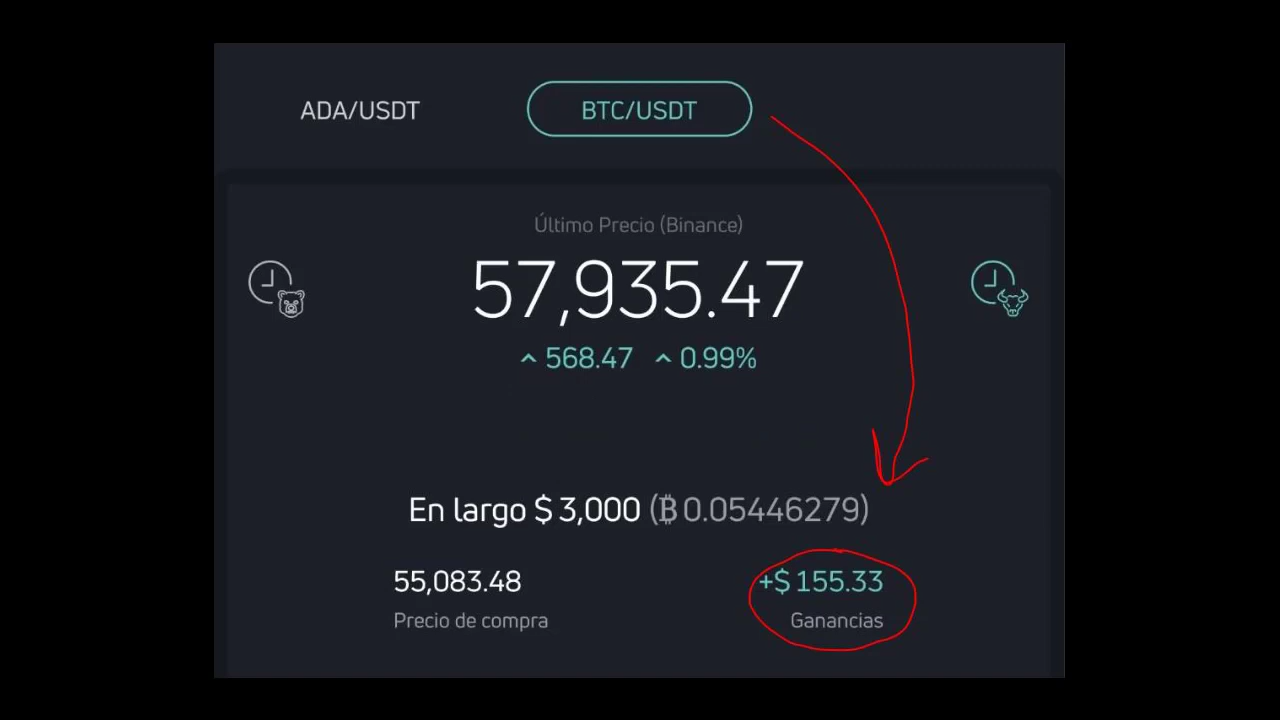 ADA/USDT BTC/USDT
Último Precio (Binance)
57,935.47
568.47 0.99%
En largo $ 3,000 (₿ 0.05446279)
55,083.48 +$ 155.33
Precio de compra Ganancias